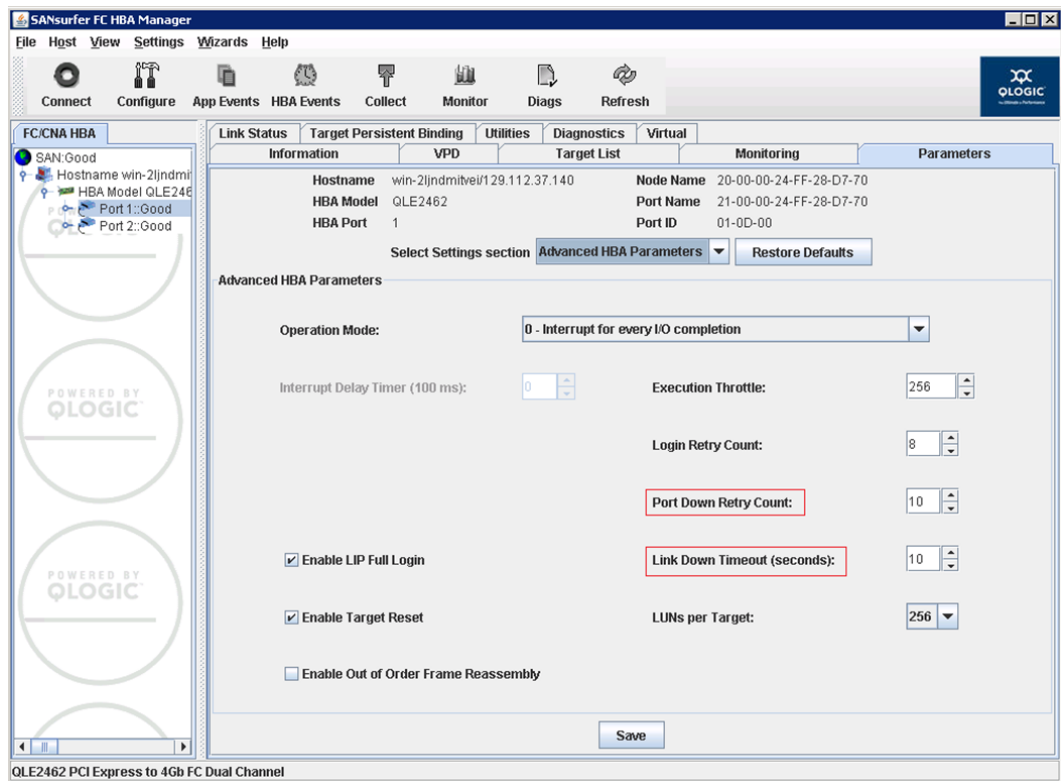 SANsurfer FC HBA Manager
File Host View Settings Wizards Help
Connect Configure App Events HBA Events Collect Monitor Diags Refresh
QLOGIC
FC/CNA HBA
SAN:Good
Hostname win-2ljndmi
HBA Model QLE246
Port 1::Good
Port 2::Good
POWERED BY
QLOGIC
POWERED BY
QLOGIC
Link Status Target Persistent Binding Utilities Diagnostics Virtual
Information VPD Target List Monitoring Parameters
Hostname win-2ljndmitvei/129.112.37.140 Node Name 20-00-00-24-FF-28-D7-70
HBA Model QLE2462 Port Name 21-00-00-24-FF-28-D7-70
HBA Port 1 Port ID 01-0D-00
Select Settings section Advanced HBA Parameters Restore Defaults
Advanced HBA Parameters
Operation Mode: 0 - Interrupt for every I/O completion
Interrupt Delay Timer (100 ms): 0 Execution Throttle: 256
Login Retry Count: 8
Port Down Retry Count: 10
Enable LIP Full Login Link Down Timeout (seconds): 10
Enable Target Reset LUNs per Target: 256
Enable Out of Order Frame Reassembly
Save
QLE2462 PCI Express to 4Gb FC Dual Channel